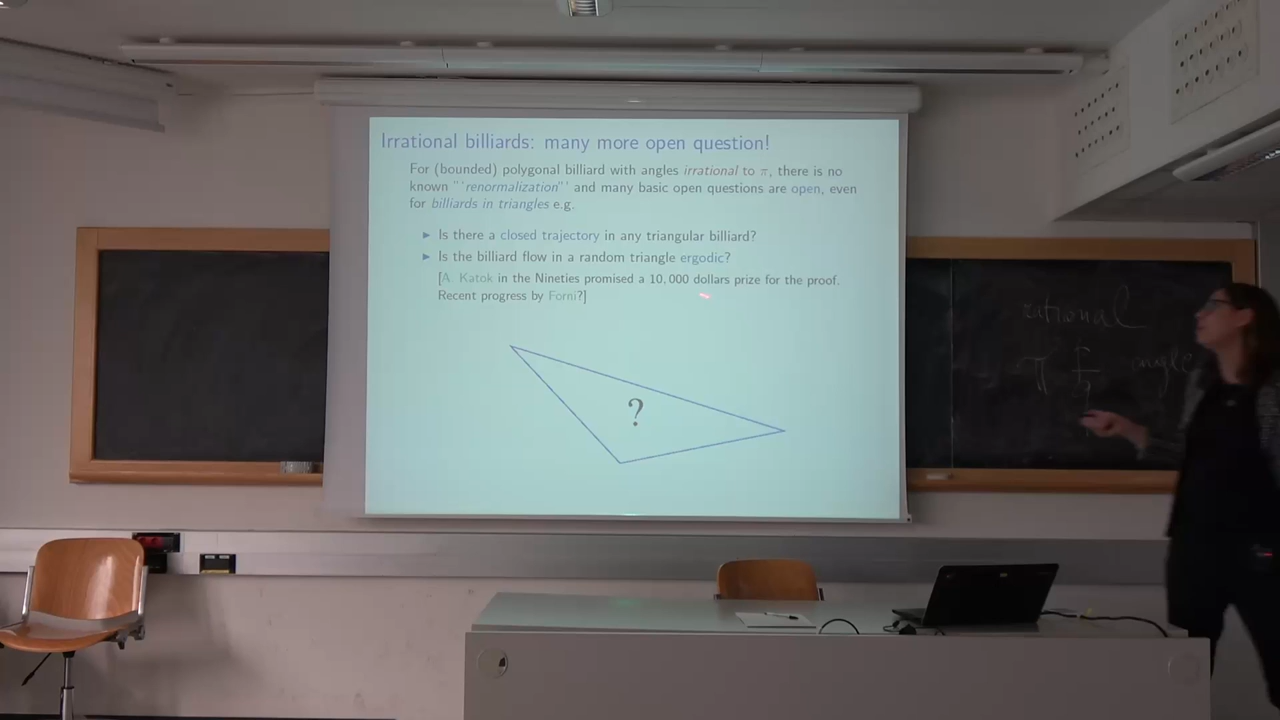 Irrational billiards: many more open question!
For (bounded) polygonal billiard with angles irrational to π, there is no
known "'renormalization"' and many basic open questions are open, even
for billiards in triangles e.g.
▶ Is there a closed trajectory in any triangular billiard?
▶ Is the billiard flow in a random triangle ergodic?
[A. Katok in the Nineties promised a 10,000 dollars prize for the proof.
Recent progress by Forni?]
?
rational
π p/q angle